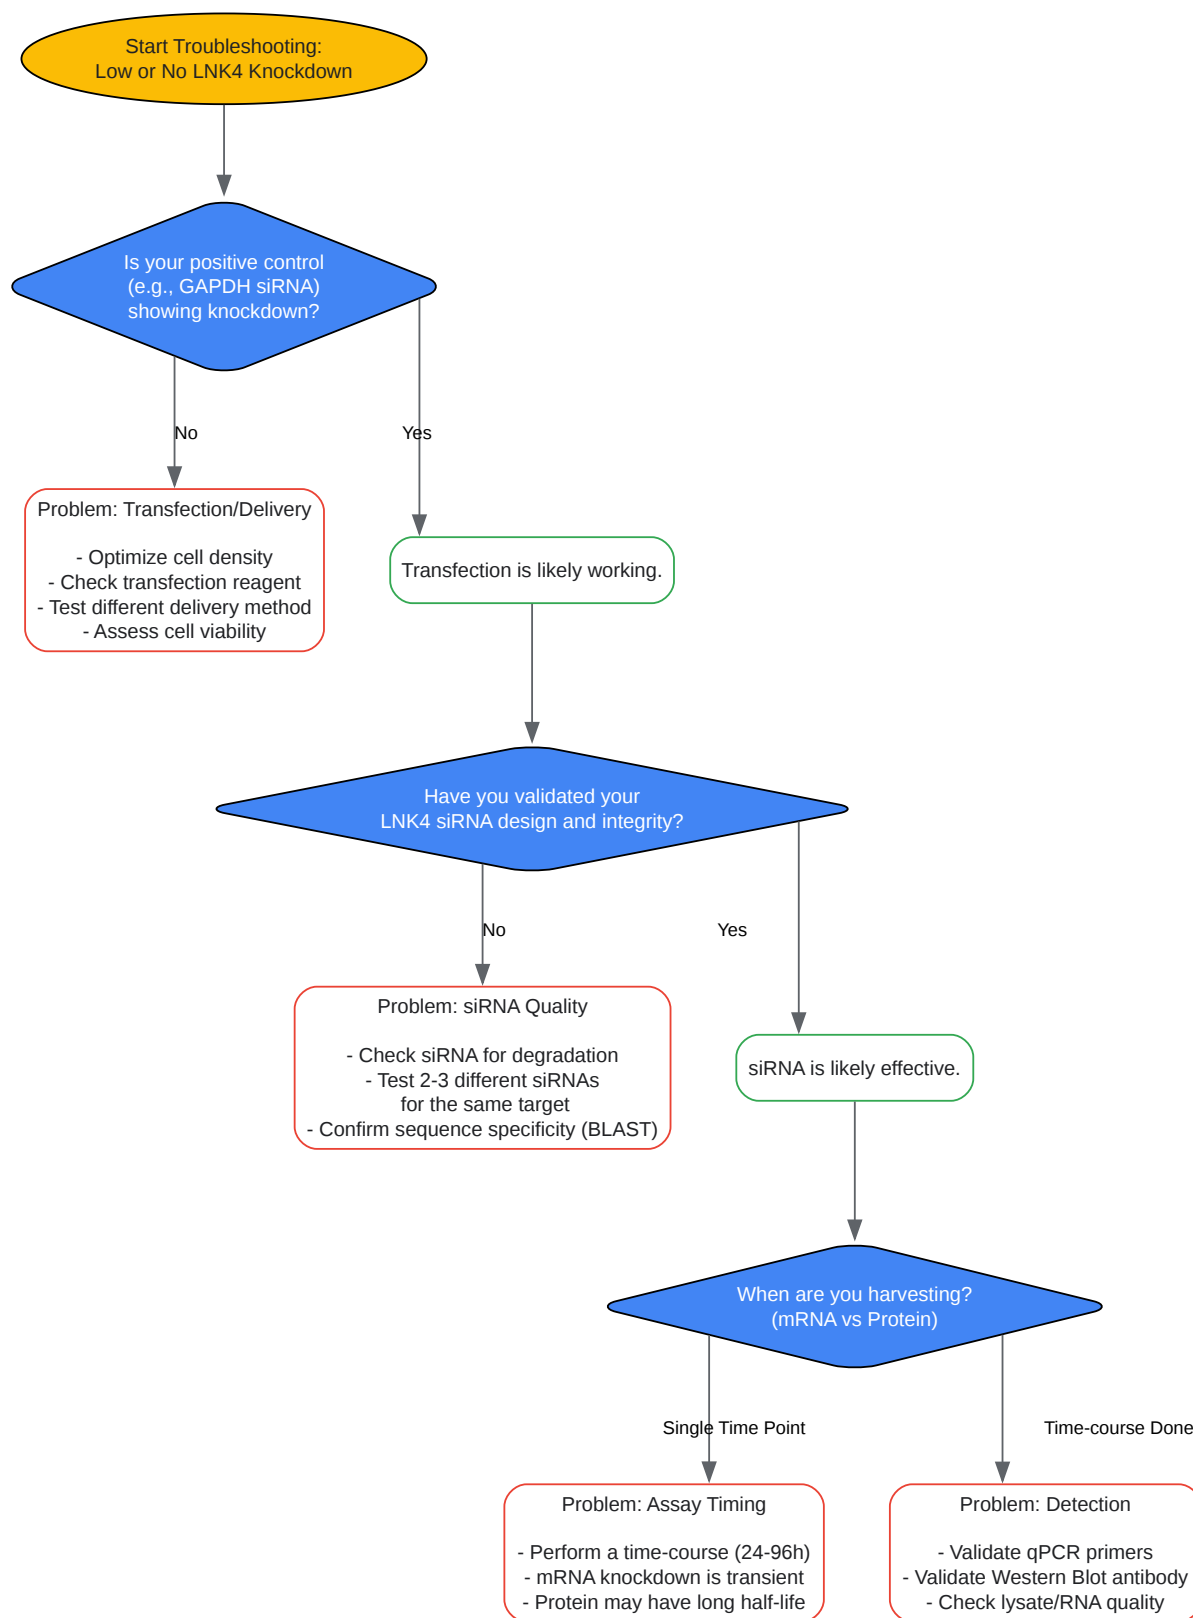 Start Troubleshooting:
Low or No LNK4 Knockdown
Is your positive control
(e.g., GAPDH siRNA)
showing knockdown?
No
Yes
Problem: Transfection/Delivery
- Optimize cell density
- Check transfection reagent
- Test different delivery method
- Assess cell viability
Transfection is likely working.
Have you validated your
LNK4 siRNA design and integrity?
No
Yes
Problem: siRNA Quality
- Check siRNA for degradation
- Test 2-3 different siRNAs
for the same target
- Confirm sequence specificity (BLAST)
siRNA is likely effective.
When are you harvesting?
(mRNA vs Protein)
Single Time Point
Time-course Done
Problem: Assay Timing
- Perform a time-course (24-96h)
- mRNA knockdown is transient
- Protein may have long half-life
Problem: Detection
- Validate qPCR primers
- Validate Western Blot antibody
- Check lysate/RNA quality